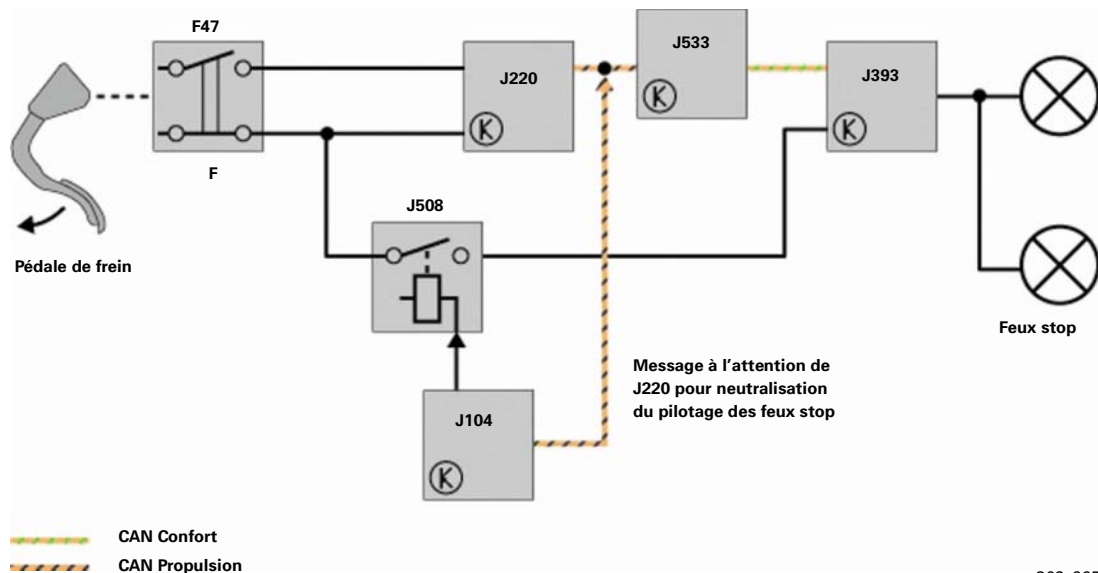 F47
J533
J220
J393
K
K
K
F
J508
Pédale de frein
Feux stop
Message à l’attention de
J220 pour neutralisation
du pilotage des feux stop
J104
K
CAN Confort
CAN Propulsion